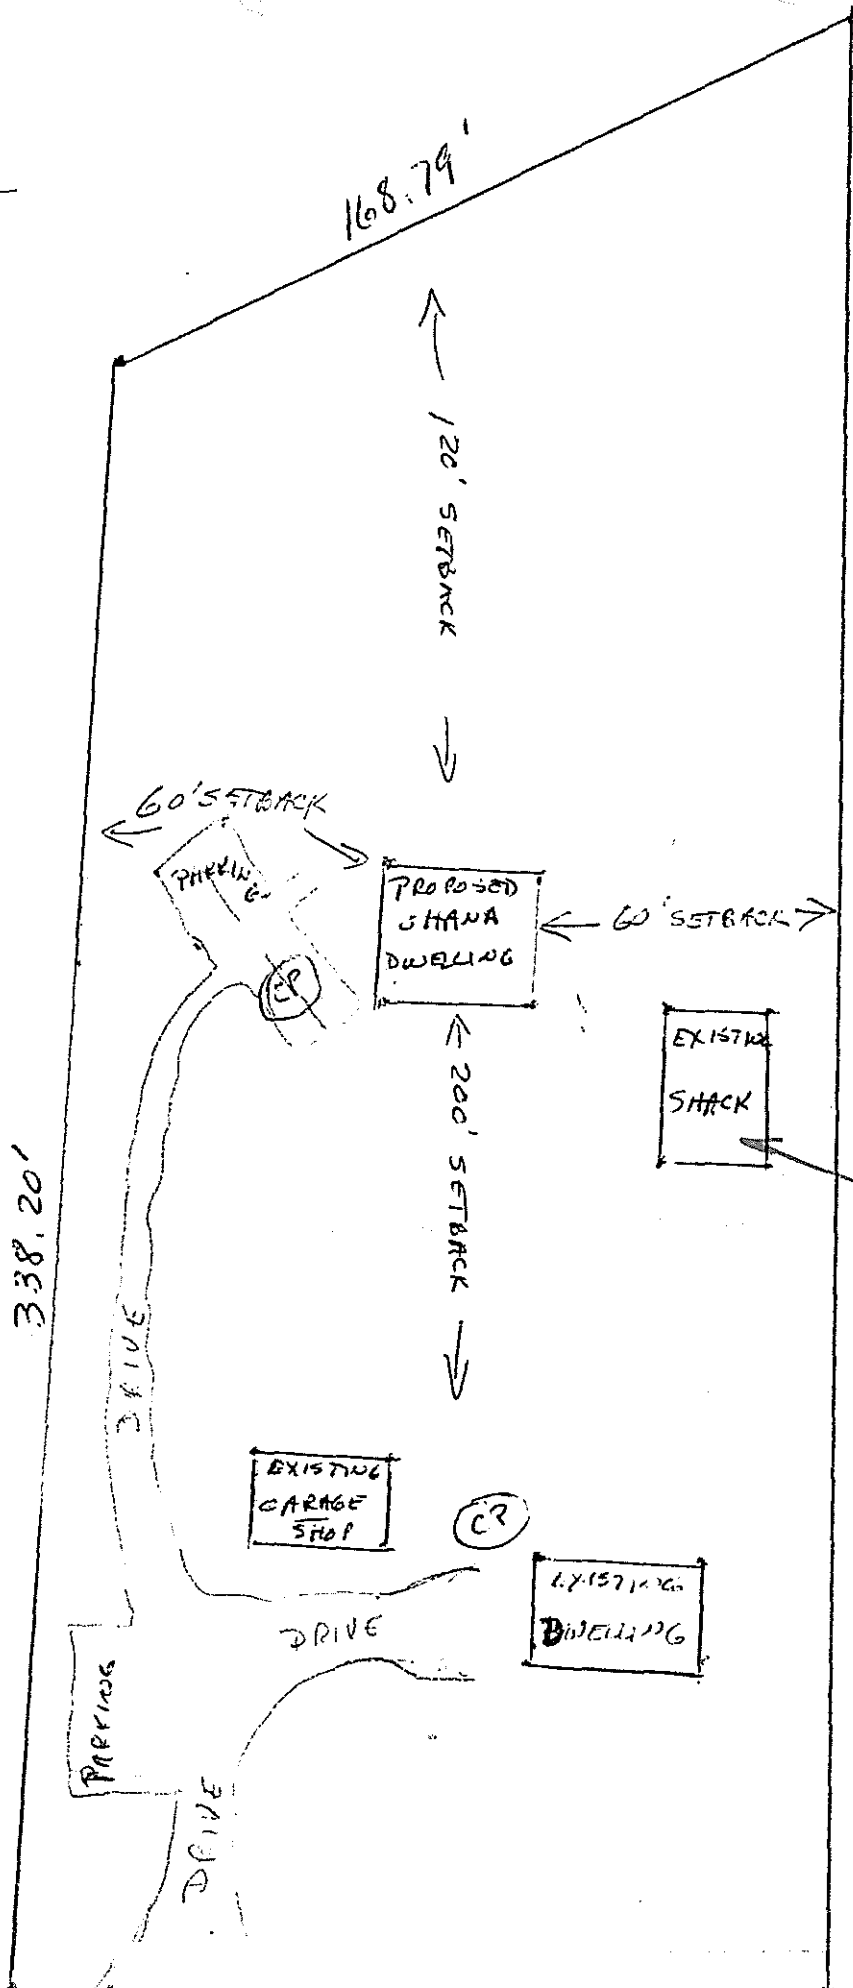 168.79'
120' SETBACK
60' SETBACK
PARKING
PROPOSED
OHANA
DWELLING
60' SETBACK
CP
EXISTING
SHACK
200' SETBACK
338.20'
DRIVE
EXISTING
GARAGE
SHOP
CP
EXISTING
DWELLING
DRIVE
PARKING
DRIVE